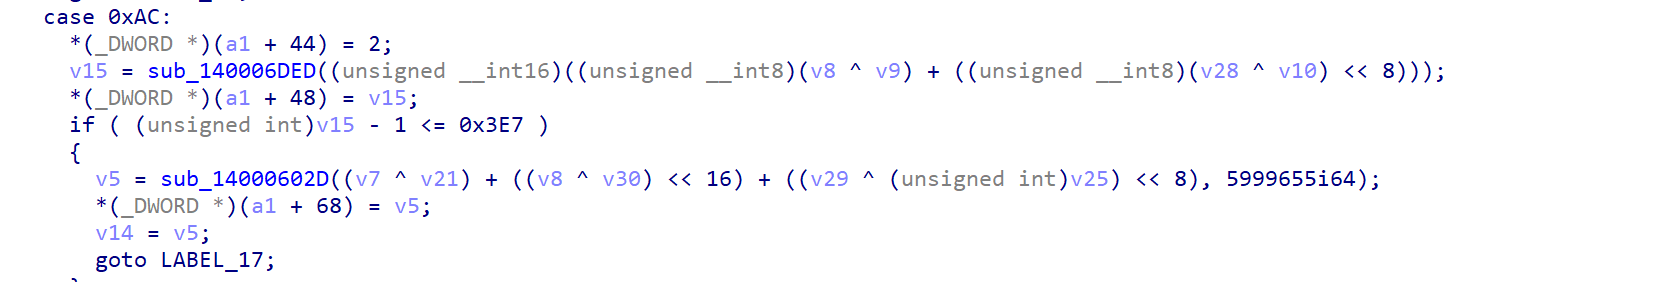 case 0xAC:
*(_DWORD *)(a1 + 44) = 2;
v15 = sub_140006DED((unsigned __int16)((unsigned __int8)(v8 ^ v9) + ((unsigned __int8)(v28 ^ v10) << 8)));
*(_DWORD *)(a1 + 48) = v15;
if ( (unsigned int)v15 - 1 <= 0x3E7 )
{
v5 = sub_14000602D((v7 ^ v21) + ((v8 ^ v30) << 16) + ((v29 ^ (unsigned int)v25) << 8), 5999655i64);
*(_DWORD *)(a1 + 68) = v5;
v14 = v5;
goto LABEL_17;